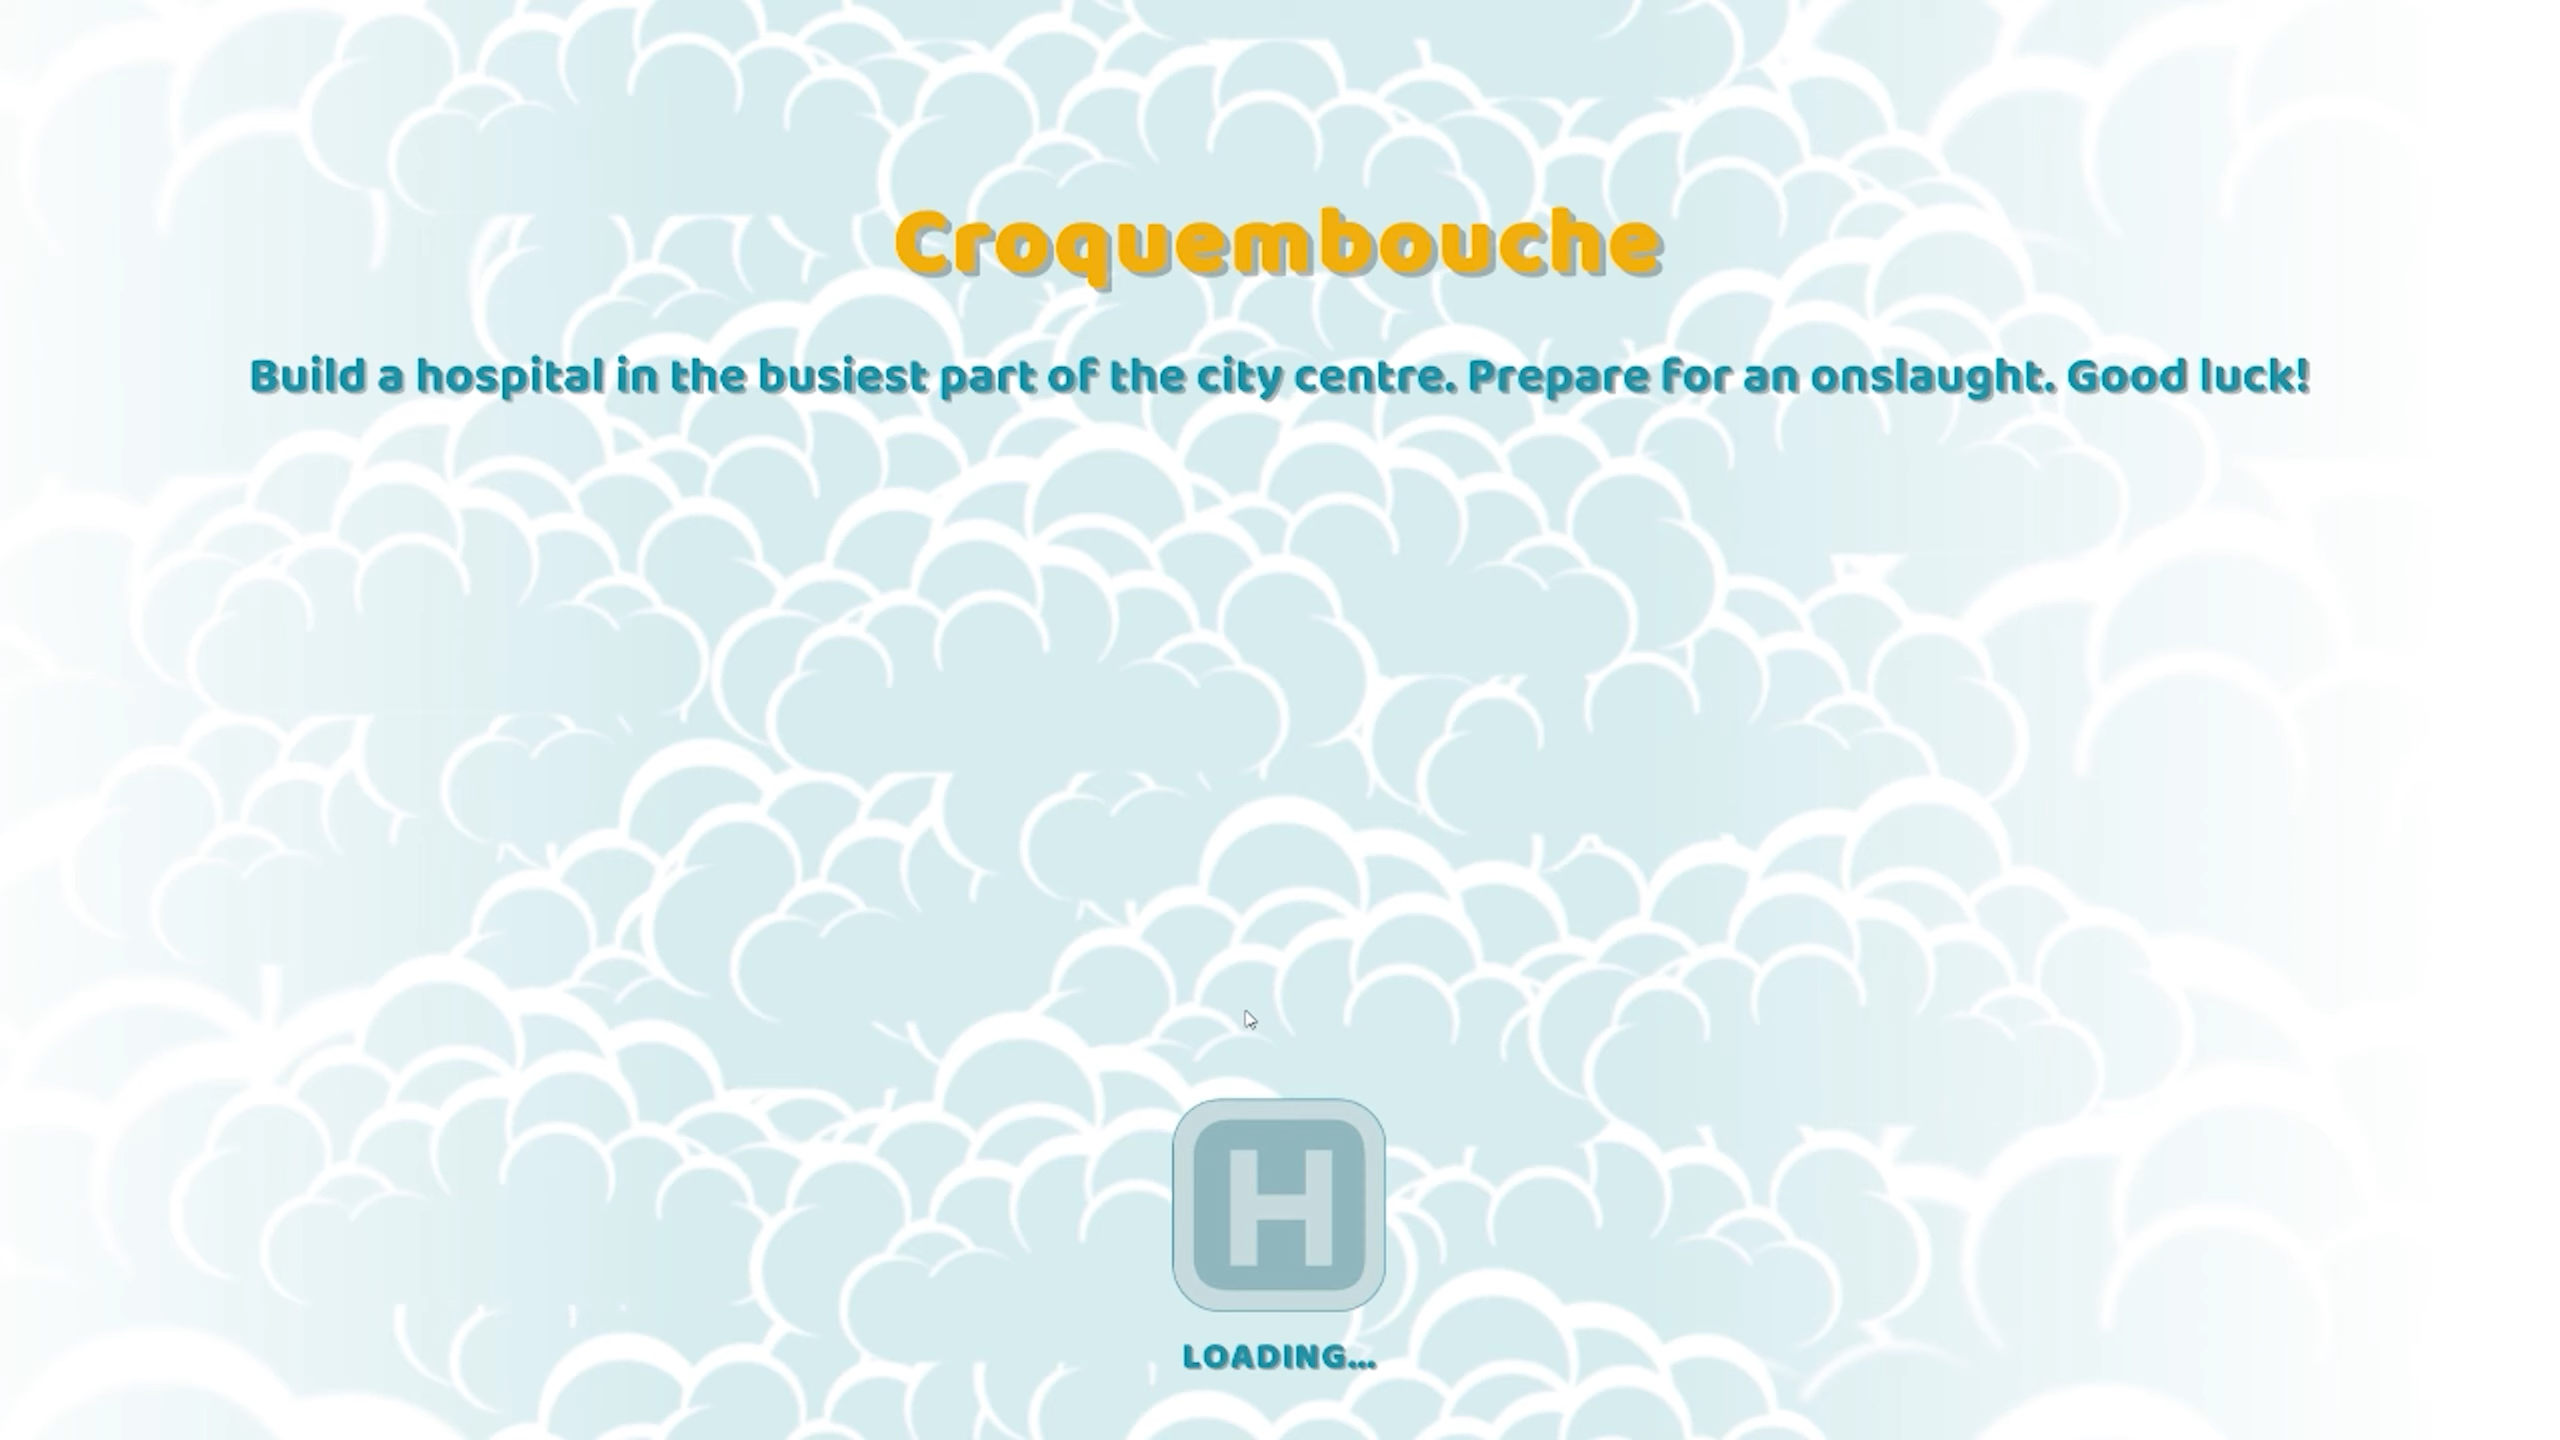 Croquembouche
Build a hospital in the busiest part of the city centre. Prepare for an onslaught. Good luck!
H
LOADING...